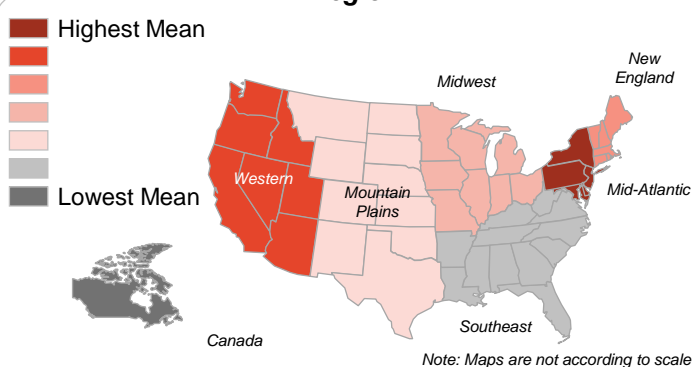 Highest Mean
Lowest Mean
New
England
Midwest
Western
Mountain
Plains
Mid-Atlantic
Canada
Southeast
Note: Maps are not according to scale